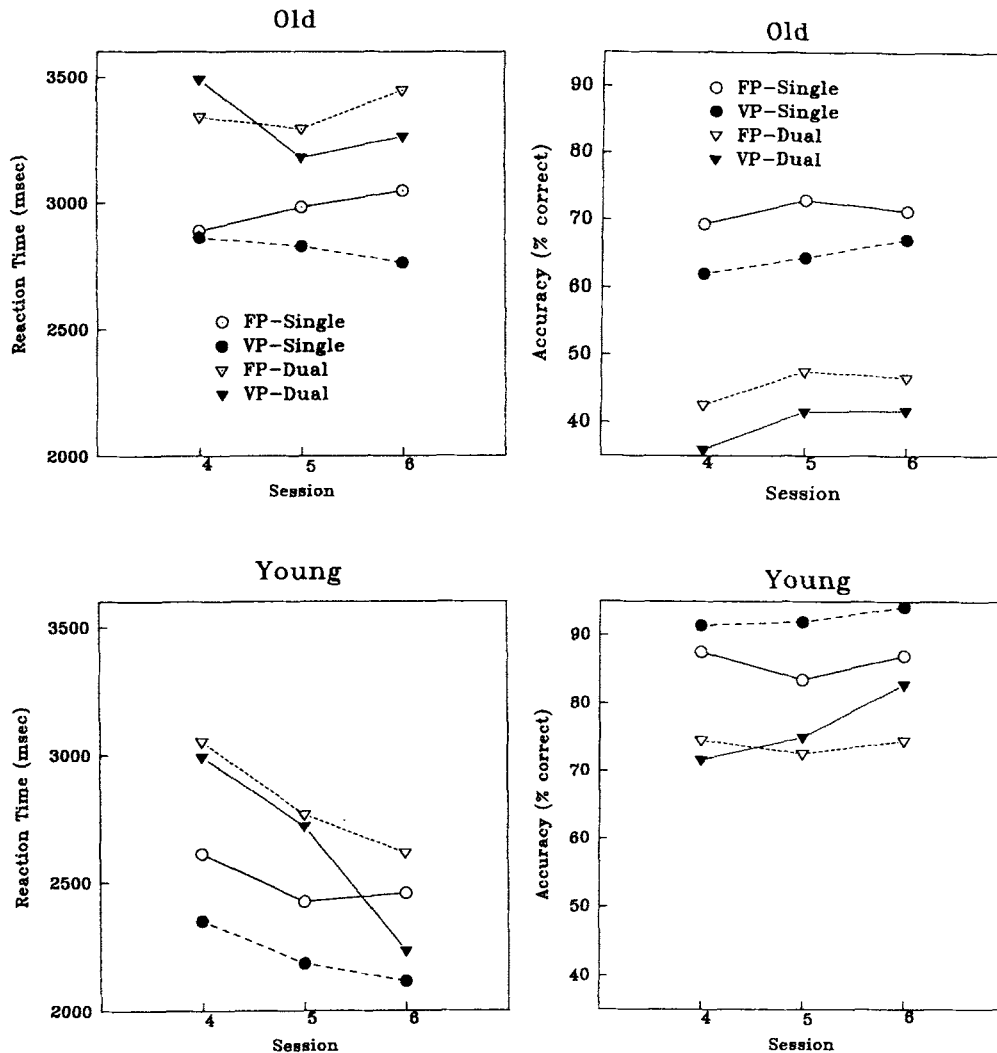 Old
Reaction Time (msec)
3500
3000
2500
2000
FP-Single
VP-Single
FP-Dual
VP-Dual
4 5 6
Session
Old
Accuracy (% correct)
90
80
70
60
50
40
FP-Single
VP-Single
FP-Dual
VP-Dual
4 5 6
Session
Young
Reaction Time (msec)
3500
3000
2500
2000
4 5 6
Session
Young
Accuracy (% correct)
90
80
70
60
50
40
4 5 6
Session